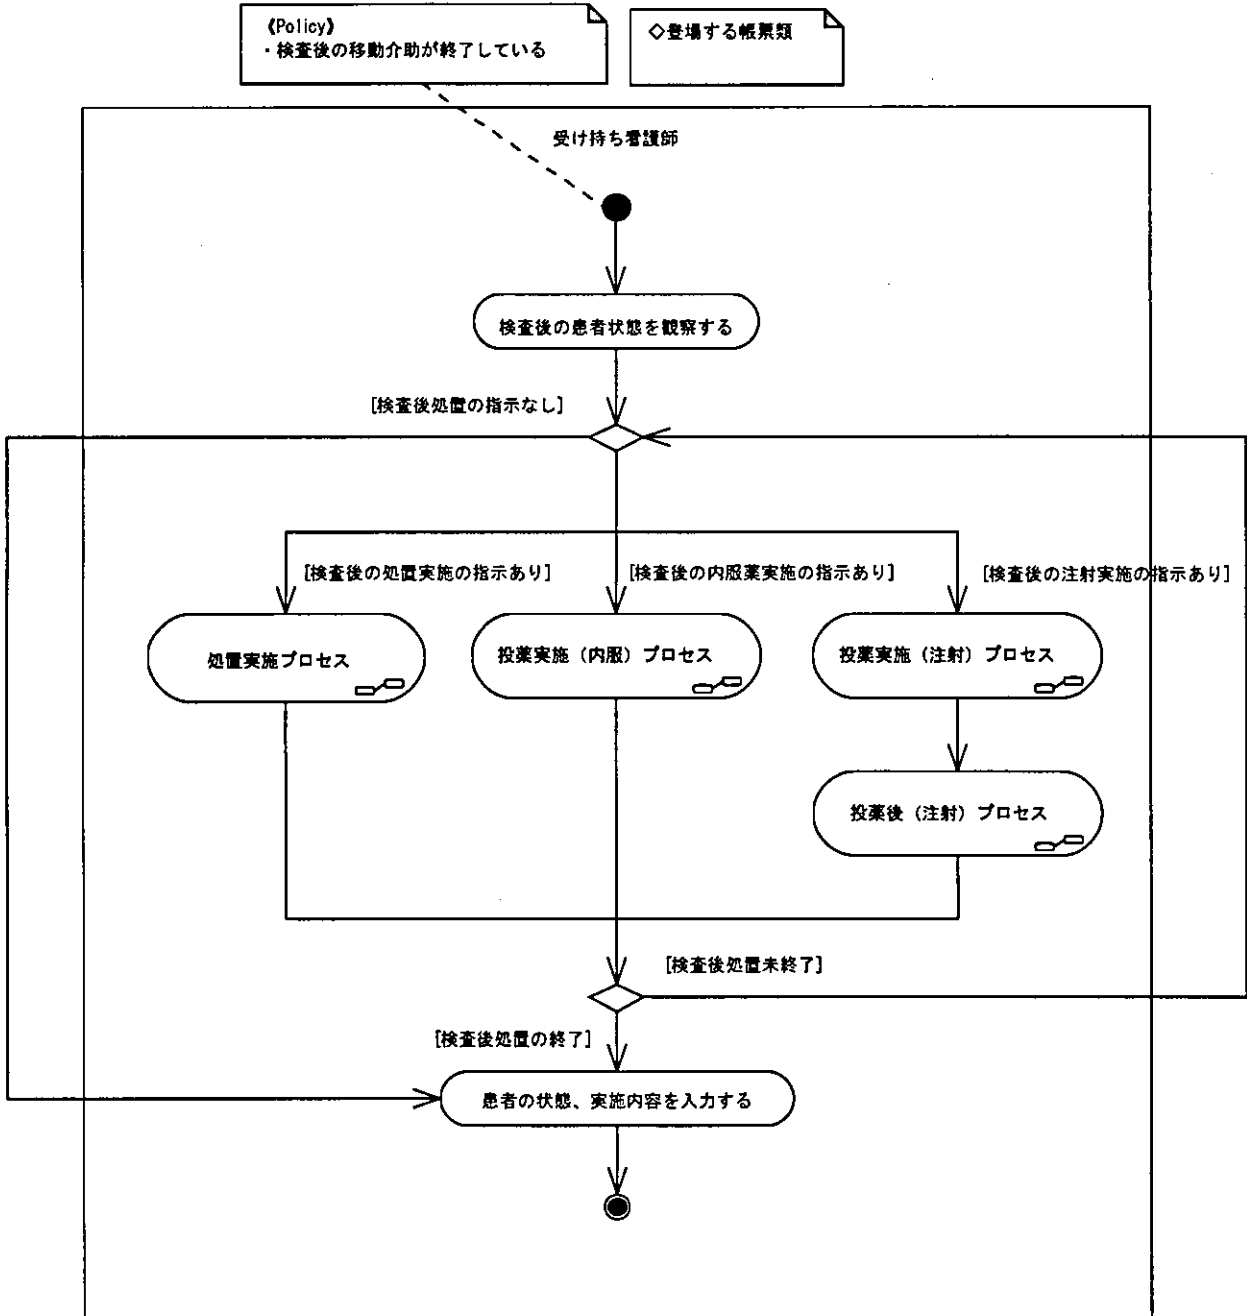 《Policy》
・検査後の移動介助が終了している
◇登場する帳票類
受け持ち看護師
検査後の患者状態を観察する
[検査後処置の指示なし]
[検査後の処置実施の指示あり]
[検査後の内服薬実施の指示あり]
[検査後の注射実施の指示あり]
処置実施プロセス
投薬実施（内服）プロセス
投薬実施（注射）プロセス
投薬後（注射）プロセス
[検査後処置未終了]
[検査後処置の終了]
患者の状態、実施内容を入力する